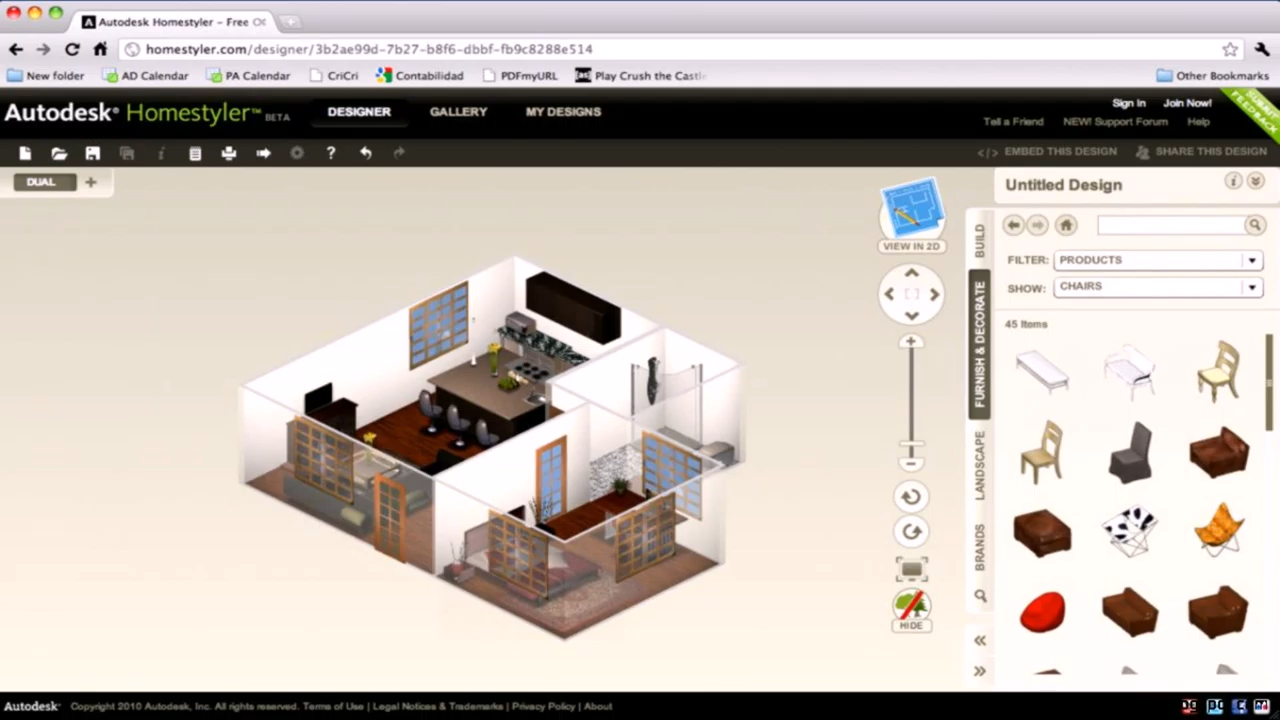 Autodesk Homestyler – Free
homestyler.com/designer/3b2ae99d-7b27-b8f6-dbbf-fb9c8288e514
New folder AD Calendar PA Calendar CriCri Contabilidad PDFmyURL Play Crush the Castle Other Bookmarks
Autodesk® Homestyler™ BETA DESIGNER GALLERY MY DESIGNS
Sign In Join Now!
Tell a Friend NEW! Support Forum Help
FEEDBACK
EMBED THIS DESIGN SHARE THIS DESIGN
DUAL
Untitled Design
VIEW IN 2D
BUILD
FURNISH & DECORATE
LANDSCAPE
BRANDS
FILTER: PRODUCTS
SHOW: CHAIRS
45 Items
HIDE
Autodesk® Copyright 2010 Autodesk, Inc. All rights reserved. Terms of Use | Legal Notices & Trademarks | Privacy Policy | About